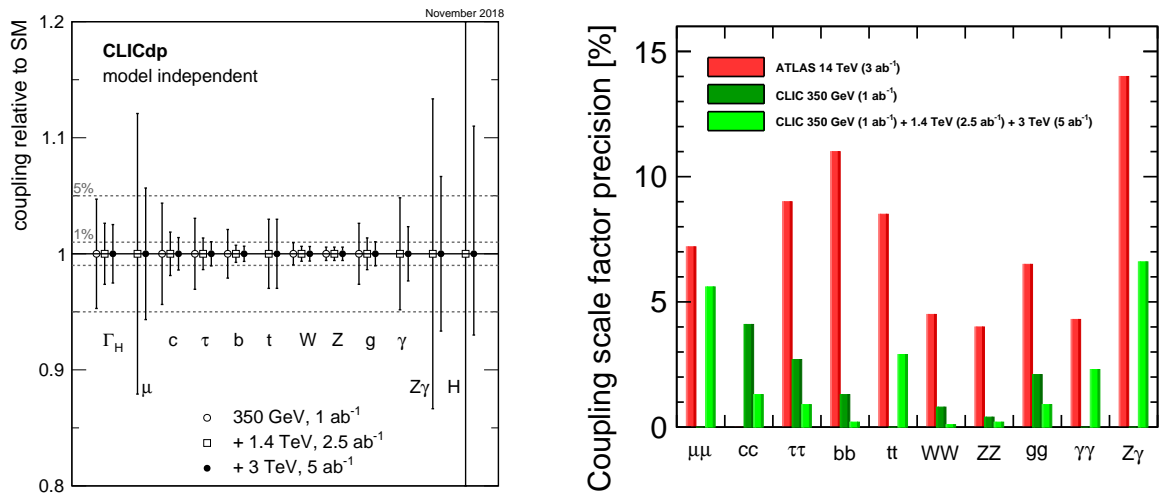 November 2018
coupling relative to SM
1.2
1.1
1
0.9
0.8
CLICdp
model independent
5%
1%
Γ_H
μ
c τ b t W Z g γ
Zγ H
350 GeV, 1 ab⁻¹
+ 1.4 TeV, 2.5 ab⁻¹
+ 3 TeV, 5 ab⁻¹
Coupling scale factor precision [%]
15
10
5
0
ATLAS 14 TeV (3 ab⁻¹)
CLIC 350 GeV (1 ab⁻¹)
CLIC 350 GeV (1 ab⁻¹) + 1.4 TeV (2.5 ab⁻¹) + 3 TeV (5 ab⁻¹)
μμ cc ττ bb tt WW ZZ gg γγ Zγ